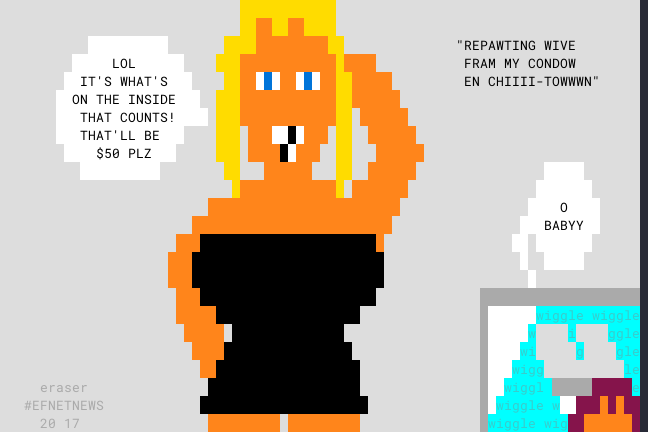 LOL
IT'S WHAT'S
ON THE INSIDE
THAT COUNTS!
THAT'LL BE
$50 PLZ
"REPAWTING WIVE
FRAM MY CONDOW
EN CHIIII-TOWWWN"
O
BABYY
wiggle wiggle
eraser
#EFNETNEWS
20 17